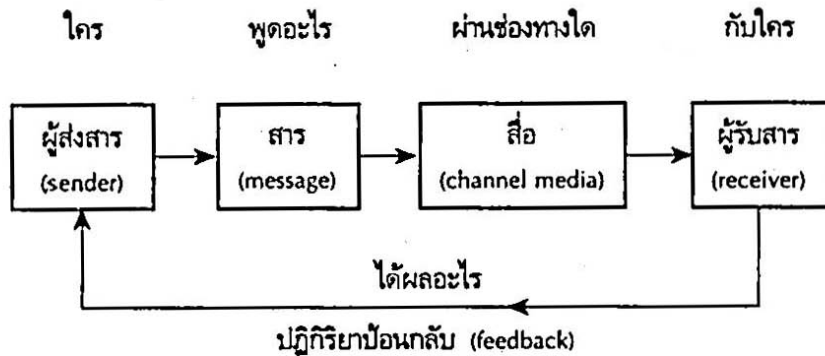 ใคร พูดอะไร ผ่านช่องทางใด กับใคร
ผู้ส่งสาร สาร สื่อ ผู้รับสาร
(sender) (message) (channel media) (receiver)
ได้ผลอะไร
ปฏิกิริยาป้อนกลับ (feedback)